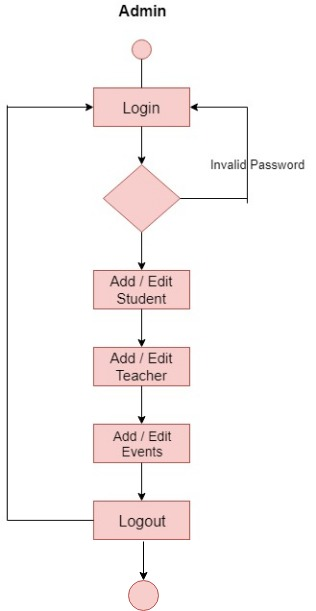 Admin
Login
Invalid Password
Add / Edit
Student
Add / Edit
Teacher
Add / Edit
Events
Logout